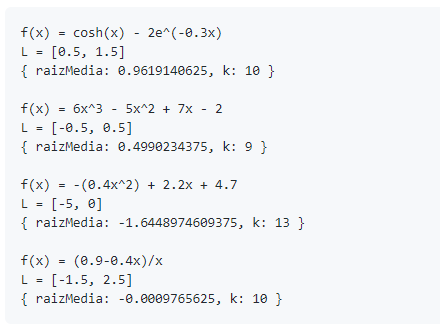 f(x) = cosh(x) - 2e^(-0.3x)
L = [0.5, 1.5]
{ raizMedia: 0.9619140625, k: 10 }
f(x) = 6x^3 - 5x^2 + 7x - 2
L = [-0.5, 0.5]
{ raizMedia: 0.4990234375, k: 9 }
f(x) = -(0.4x^2) + 2.2x + 4.7
L = [-5, 0]
{ raizMedia: -1.6448974609375, k: 13 }
f(x) = (0.9-0.4x)/x
L = [-1.5, 2.5]
{ raizMedia: -0.0009765625, k: 10 }